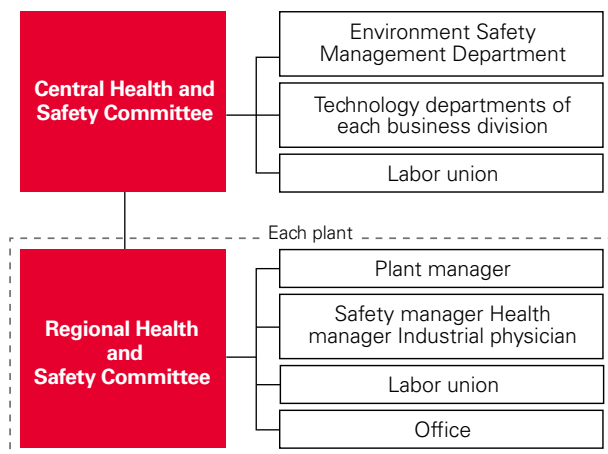 Central Health and
Safety Committee
Environment Safety
Management Department
Technology departments of
each business division
Labor union
Each plant
Regional Health
and
Safety Committee
Plant manager
Safety manager Health
manager Industrial physician
Labor union
Office